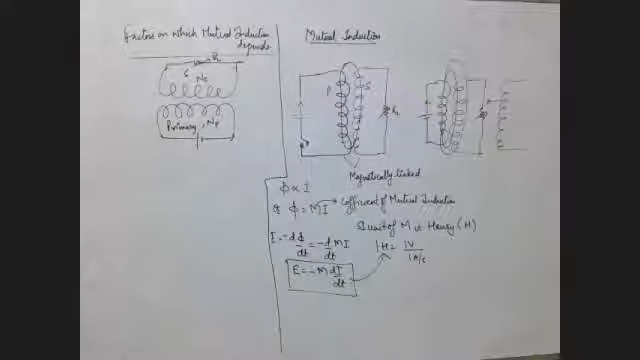 Factors on which Mutual Induction
depends
R
S
Ns
Primary, Np
Mutual Induction
P
S
Magnetically linked
ϕ ∝ I
ϕ = MI → Cofficient of Mutual Induction
SI unit of M is Henry (H)
E = -dϕ/dt = -d/dt MI
1H = 1V/1A/s
E = -M dI/dt